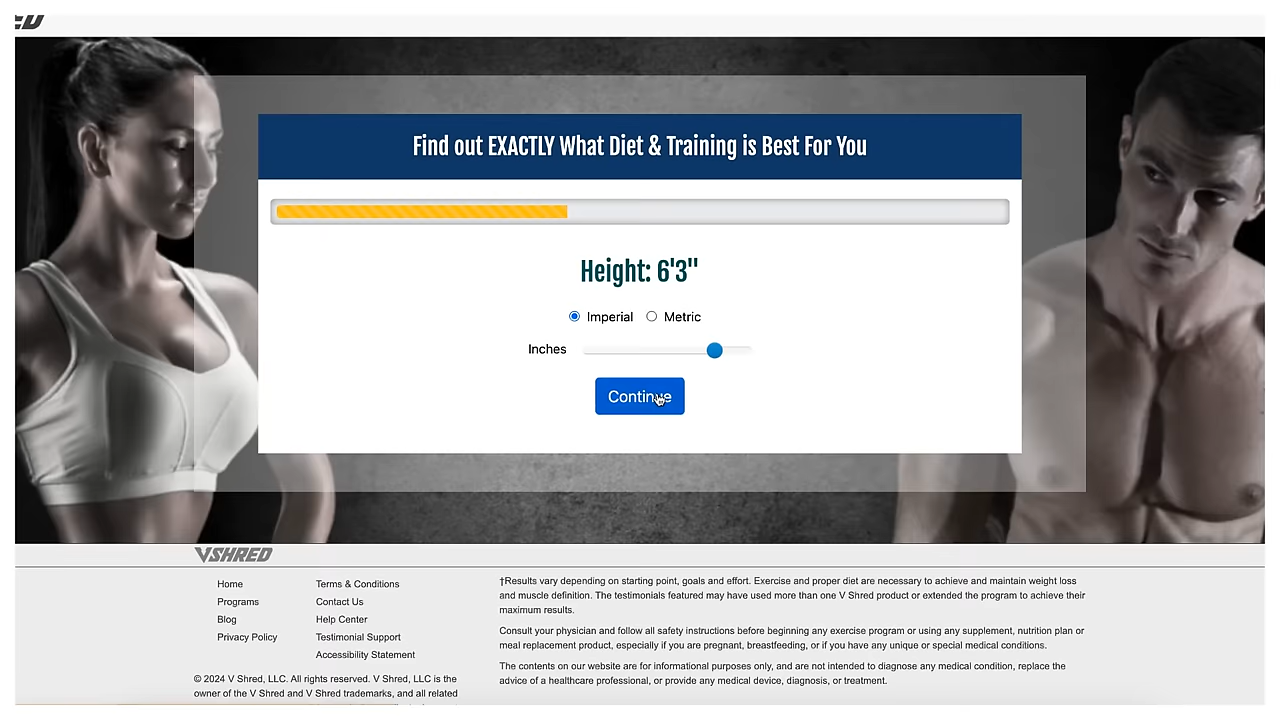 Find out EXACTLY What Diet & Training is Best For You
Height: 6'3"
Imperial Metric
Inches
Continue
VSHRED
Home
Programs
Blog
Privacy Policy
Terms & Conditions
Contact Us
Help Center
Testimonial Support
Accessibility Statement
© 2024 V Shred, LLC. All rights reserved. V Shred, LLC is the
owner of the V Shred and V Shred trademarks, and all related
†Results vary depending on starting point, goals and effort. Exercise and proper diet are necessary to achieve and maintain weight loss
and muscle definition. The testimonials featured may have used more than one V Shred product or extended the program to achieve their
maximum results.
Consult your physician and follow all safety instructions before beginning any exercise program or using any supplement, nutrition plan or
meal replacement product, especially if you are pregnant, breastfeeding, or if you have any unique or special medical conditions.
The contents on our website are for informational purposes only, and are not intended to diagnose any medical condition, replace the
advice of a healthcare professional, or provide any medical device, diagnosis, or treatment.